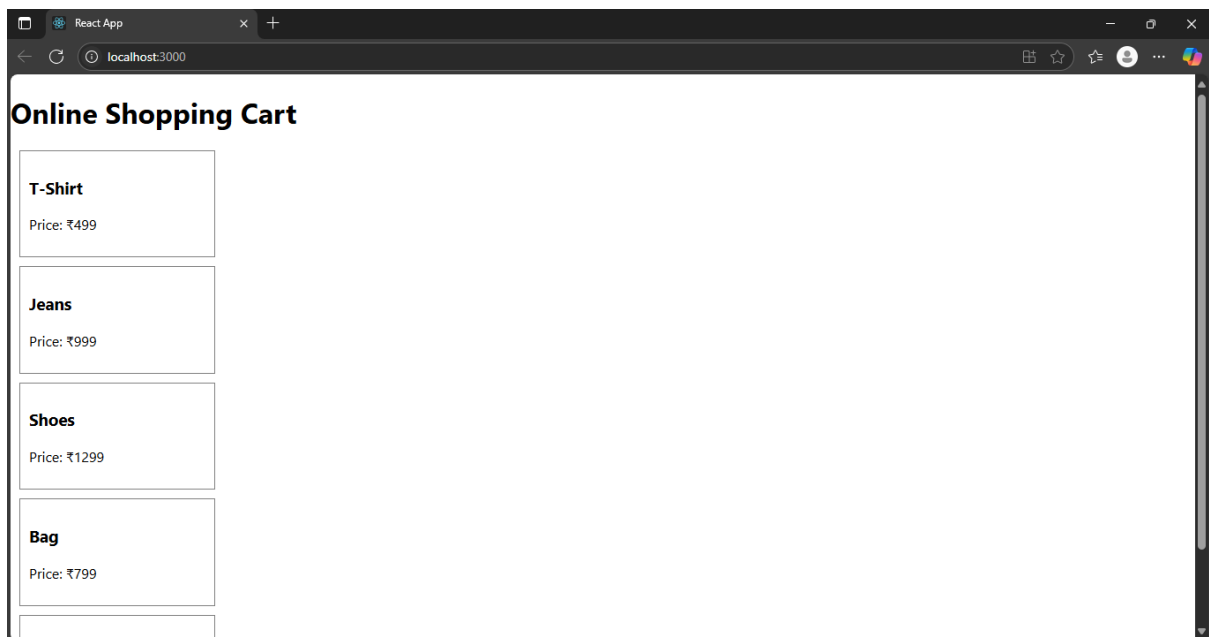 React App
localhost:3000
Online Shopping Cart
T-Shirt
Price: ₹499
Jeans
Price: ₹999
Shoes
Price: ₹1299
Bag
Price: ₹799